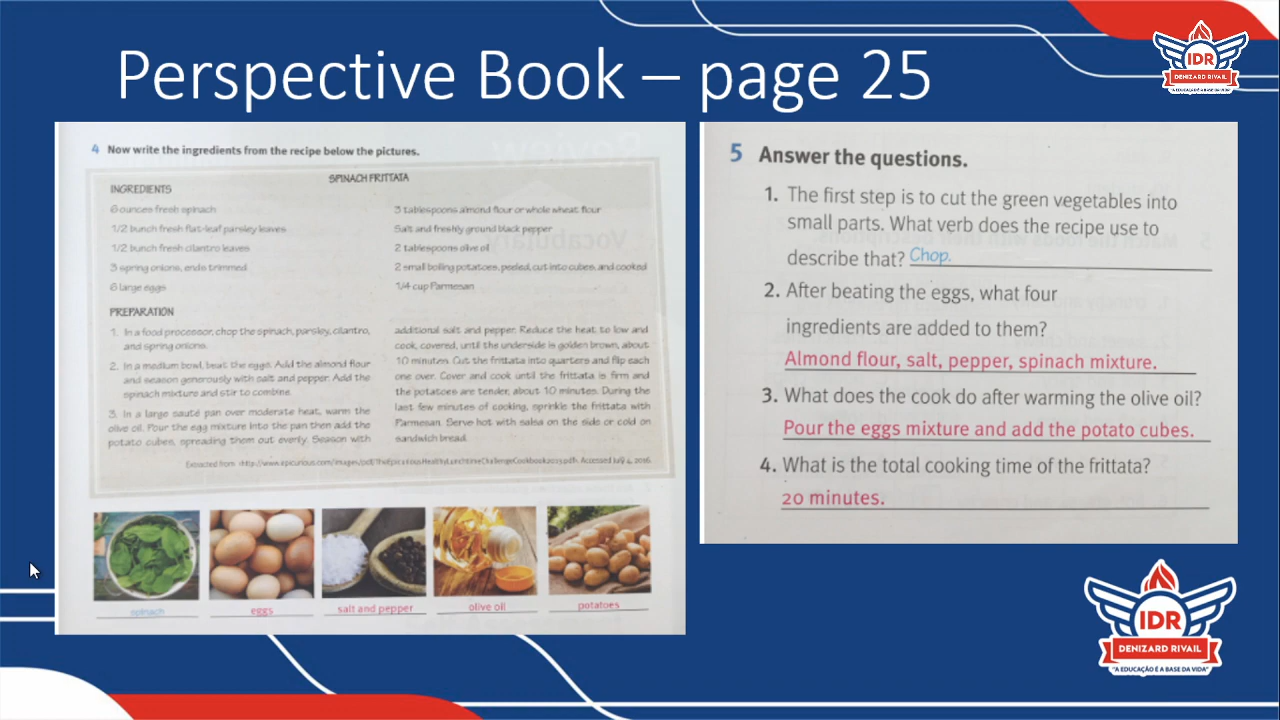 Perspective Book – page 25
IDR
DENIZARD RIVAIL
"A EDUCAÇÃO É A BASE DA VIDA"
4 Now write the ingredients from the recipe below the pictures.
SPINACH FRITTATA
INGREDIENTS
6 ounces fresh spinach
1/2 bunch fresh flat-leaf parsley leaves
1/2 bunch fresh cilantro leaves
3 spring onions, ends trimmed
6 large eggs
3 tablespoons almond flour or whole wheat flour
Salt and freshly ground black pepper
2 tablespoons olive oil
2 small boiling potatoes, peeled, cut into cubes, and cooked
1/4 cup Parmesan
PREPARATION
1. In a food processor, chop the spinach, parsley, cilantro,
and spring onions.
2. In a medium bowl, beat the eggs. Add the almond flour
and season generously with salt and pepper. Add the
spinach mixture and stir to combine.
3. In a large sauté pan over moderate heat, warm the
olive oil. Pour the egg mixture into the pan then add the
potato cubes, spreading them out evenly. Season with
additional salt and pepper. Reduce the heat to low and
cook, covered, until the underside is golden brown, about
10 minutes. Cut the frittata into quarters and flip each
one over. Cover and cook until the frittata is firm and
the potatoes are tender, about 10 minutes. During the
last few minutes of cooking, sprinkle the frittata with
Parmesan. Serve hot with salsa on the side or cold on
sandwich bread.
Extracted from Accessed July 4, 2016.
spinach
eggs
salt and pepper
olive oil
potatoes
5 Answer the questions.
1. The first step is to cut the green vegetables into
small parts. What verb does the recipe use to
describe that? Chop.
2. After beating the eggs, what four
ingredients are added to them?
Almond flour, salt, pepper, spinach mixture.
3. What does the cook do after warming the olive oil?
Pour the eggs mixture and add the potato cubes.
4. What is the total cooking time of the frittata?
20 minutes.
IDR
DENIZARD RIVAIL
"A EDUCAÇÃO É A BASE DA VIDA"